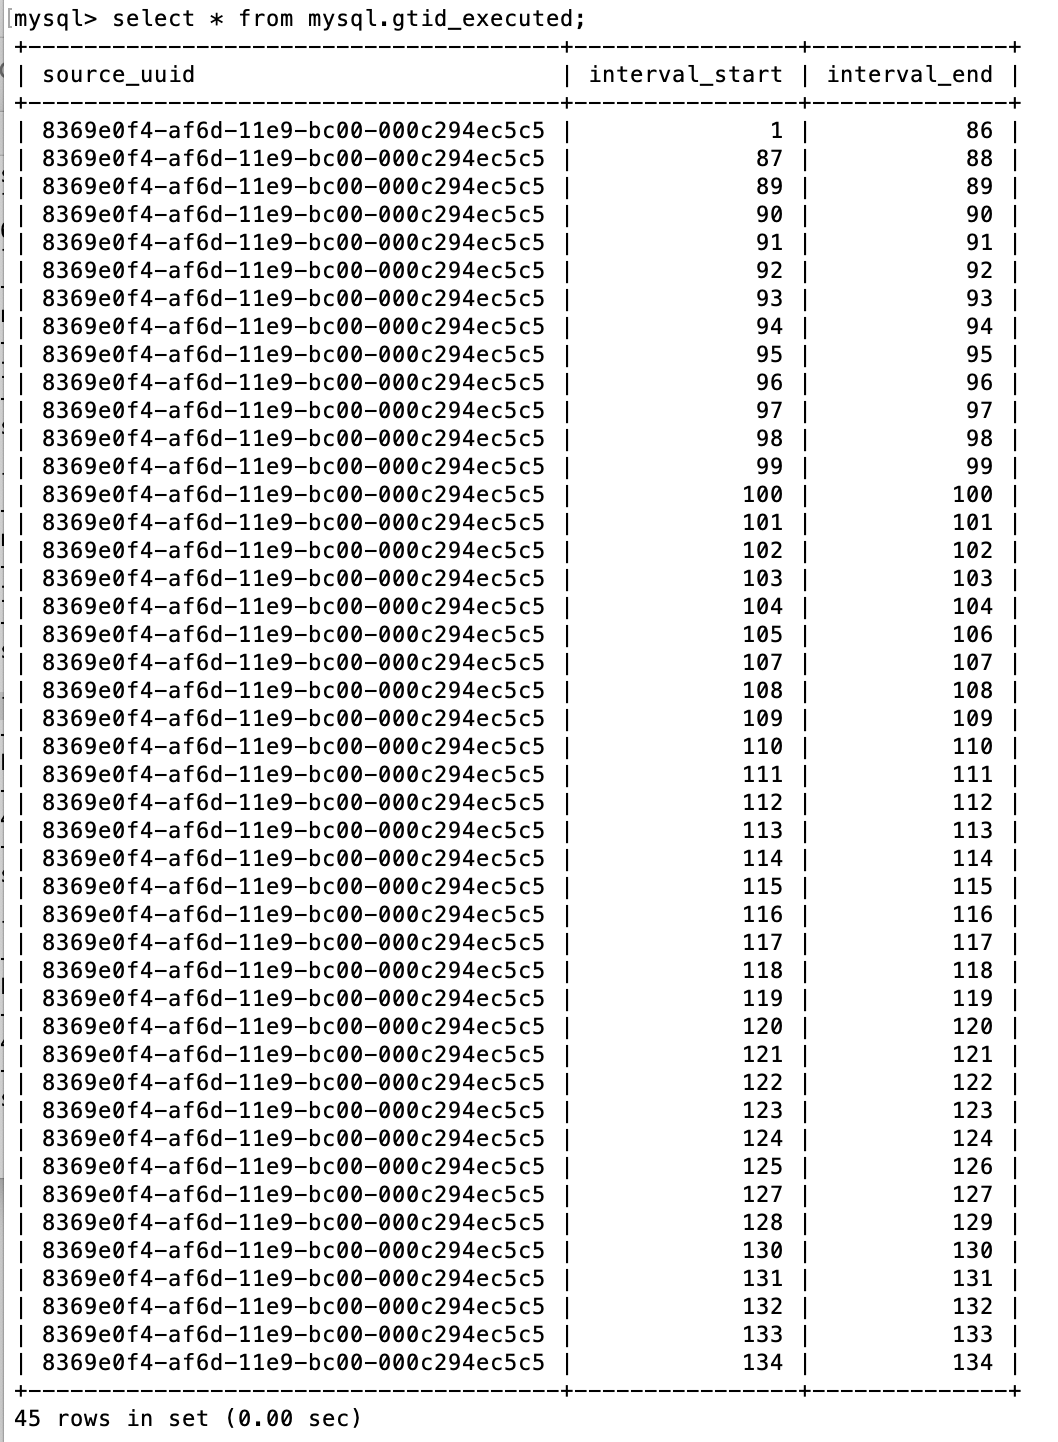 [mysql> select * from mysql.gtid_executed;
+--------------------------------------+----------------+--------------+
| source_uuid                          | interval_start | interval_end |
+--------------------------------------+----------------+--------------+
| 8369e0f4-af6d-11e9-bc00-000c294ec5c5 |              1 |           86 |
| 8369e0f4-af6d-11e9-bc00-000c294ec5c5 |             87 |           88 |
| 8369e0f4-af6d-11e9-bc00-000c294ec5c5 |             89 |           89 |
| 8369e0f4-af6d-11e9-bc00-000c294ec5c5 |             90 |           90 |
| 8369e0f4-af6d-11e9-bc00-000c294ec5c5 |             91 |           91 |
| 8369e0f4-af6d-11e9-bc00-000c294ec5c5 |             92 |           92 |
| 8369e0f4-af6d-11e9-bc00-000c294ec5c5 |             93 |           93 |
| 8369e0f4-af6d-11e9-bc00-000c294ec5c5 |             94 |           94 |
| 8369e0f4-af6d-11e9-bc00-000c294ec5c5 |             95 |           95 |
| 8369e0f4-af6d-11e9-bc00-000c294ec5c5 |             96 |           96 |
| 8369e0f4-af6d-11e9-bc00-000c294ec5c5 |             97 |           97 |
| 8369e0f4-af6d-11e9-bc00-000c294ec5c5 |             98 |           98 |
| 8369e0f4-af6d-11e9-bc00-000c294ec5c5 |             99 |           99 |
| 8369e0f4-af6d-11e9-bc00-000c294ec5c5 |            100 |          100 |
| 8369e0f4-af6d-11e9-bc00-000c294ec5c5 |            101 |          101 |
| 8369e0f4-af6d-11e9-bc00-000c294ec5c5 |            102 |          102 |
| 8369e0f4-af6d-11e9-bc00-000c294ec5c5 |            103 |          103 |
| 8369e0f4-af6d-11e9-bc00-000c294ec5c5 |            104 |          104 |
| 8369e0f4-af6d-11e9-bc00-000c294ec5c5 |            105 |          106 |
| 8369e0f4-af6d-11e9-bc00-000c294ec5c5 |            107 |          107 |
| 8369e0f4-af6d-11e9-bc00-000c294ec5c5 |            108 |          108 |
| 8369e0f4-af6d-11e9-bc00-000c294ec5c5 |            109 |          109 |
| 8369e0f4-af6d-11e9-bc00-000c294ec5c5 |            110 |          110 |
| 8369e0f4-af6d-11e9-bc00-000c294ec5c5 |            111 |          111 |
| 8369e0f4-af6d-11e9-bc00-000c294ec5c5 |            112 |          112 |
| 8369e0f4-af6d-11e9-bc00-000c294ec5c5 |            113 |          113 |
| 8369e0f4-af6d-11e9-bc00-000c294ec5c5 |            114 |          114 |
| 8369e0f4-af6d-11e9-bc00-000c294ec5c5 |            115 |          115 |
| 8369e0f4-af6d-11e9-bc00-000c294ec5c5 |            116 |          116 |
| 8369e0f4-af6d-11e9-bc00-000c294ec5c5 |            117 |          117 |
| 8369e0f4-af6d-11e9-bc00-000c294ec5c5 |            118 |          118 |
| 8369e0f4-af6d-11e9-bc00-000c294ec5c5 |            119 |          119 |
| 8369e0f4-af6d-11e9-bc00-000c294ec5c5 |            120 |          120 |
| 8369e0f4-af6d-11e9-bc00-000c294ec5c5 |            121 |          121 |
| 8369e0f4-af6d-11e9-bc00-000c294ec5c5 |            122 |          122 |
| 8369e0f4-af6d-11e9-bc00-000c294ec5c5 |            123 |          123 |
| 8369e0f4-af6d-11e9-bc00-000c294ec5c5 |            124 |          124 |
| 8369e0f4-af6d-11e9-bc00-000c294ec5c5 |            125 |          126 |
| 8369e0f4-af6d-11e9-bc00-000c294ec5c5 |            127 |          127 |
| 8369e0f4-af6d-11e9-bc00-000c294ec5c5 |            128 |          129 |
| 8369e0f4-af6d-11e9-bc00-000c294ec5c5 |            130 |          130 |
| 8369e0f4-af6d-11e9-bc00-000c294ec5c5 |            131 |          131 |
| 8369e0f4-af6d-11e9-bc00-000c294ec5c5 |            132 |          132 |
| 8369e0f4-af6d-11e9-bc00-000c294ec5c5 |            133 |          133 |
| 8369e0f4-af6d-11e9-bc00-000c294ec5c5 |            134 |          134 |
+--------------------------------------+----------------+--------------+
45 rows in set (0.00 sec)